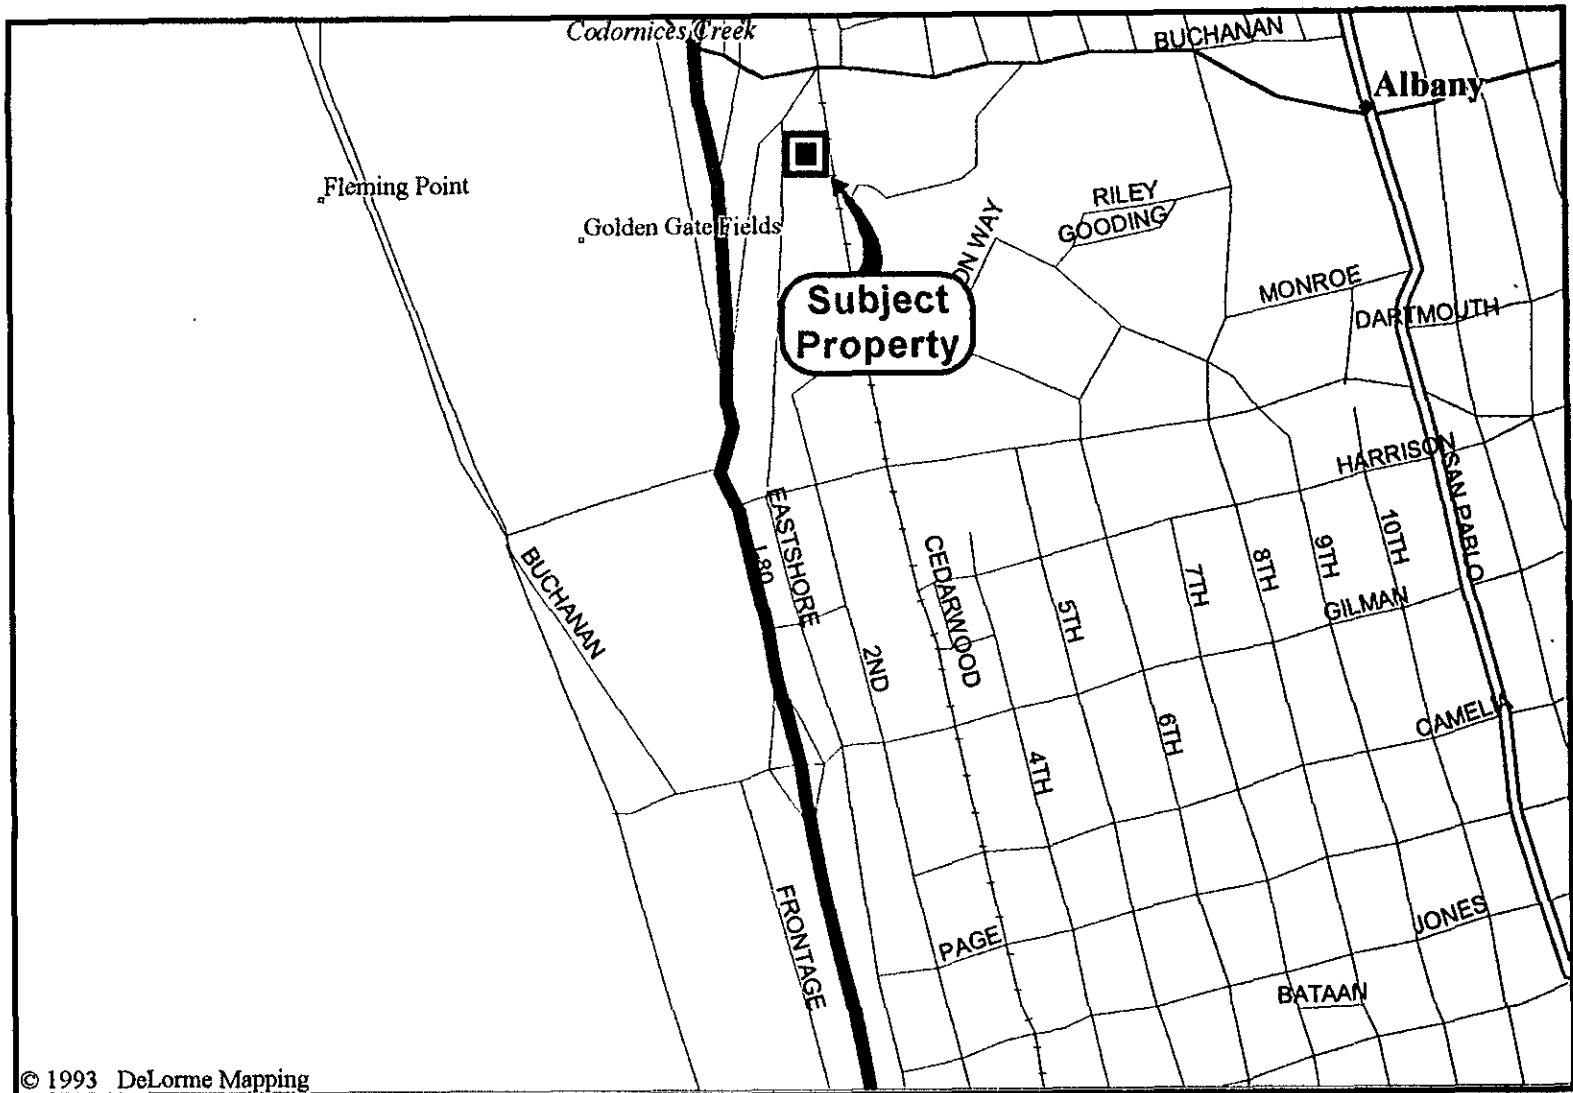 Codornices Creek
BUCHANAN
Albany
Fleming Point
Golden Gate Fields
ON WAY
RILEY
GOODING
MONROE
DARTMOUTH
Subject
Property
HARRISON
SAN PABLO
BUCHANAN
I-80
EASTSHORE
CEDARWOOD
2ND
5TH
7TH
8TH
9TH
10TH
GILMAN
4TH
6TH
CAMELIA
FRONTAGE
PAGE
JONES
BATAAN
© 1993 DeLorme Mapping